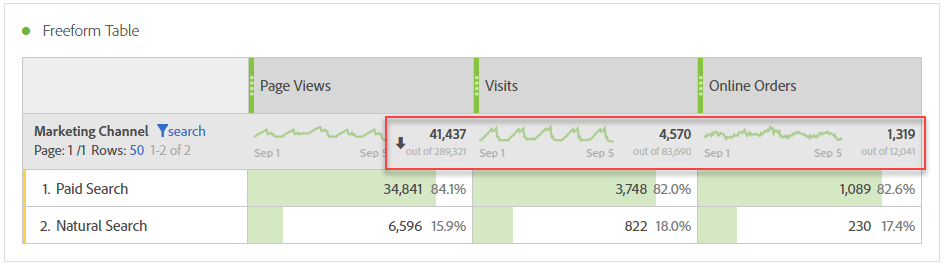 Freeform Table
Page Views Visits Online Orders
Marketing Channel search 41,437 4,570 1,319
Page: 1 /1 Rows: 50 1-2 of 2 Sep 1 Sep 5 out of 289,321 Sep 1 Sep 5 out of 83,690 Sep 1 Sep 5 out of 12,041
1. Paid Search 34,841 84.1% 3,748 82.0% 1,089 82.6%
2. Natural Search 6,596 15.9% 822 18.0% 230 17.4%